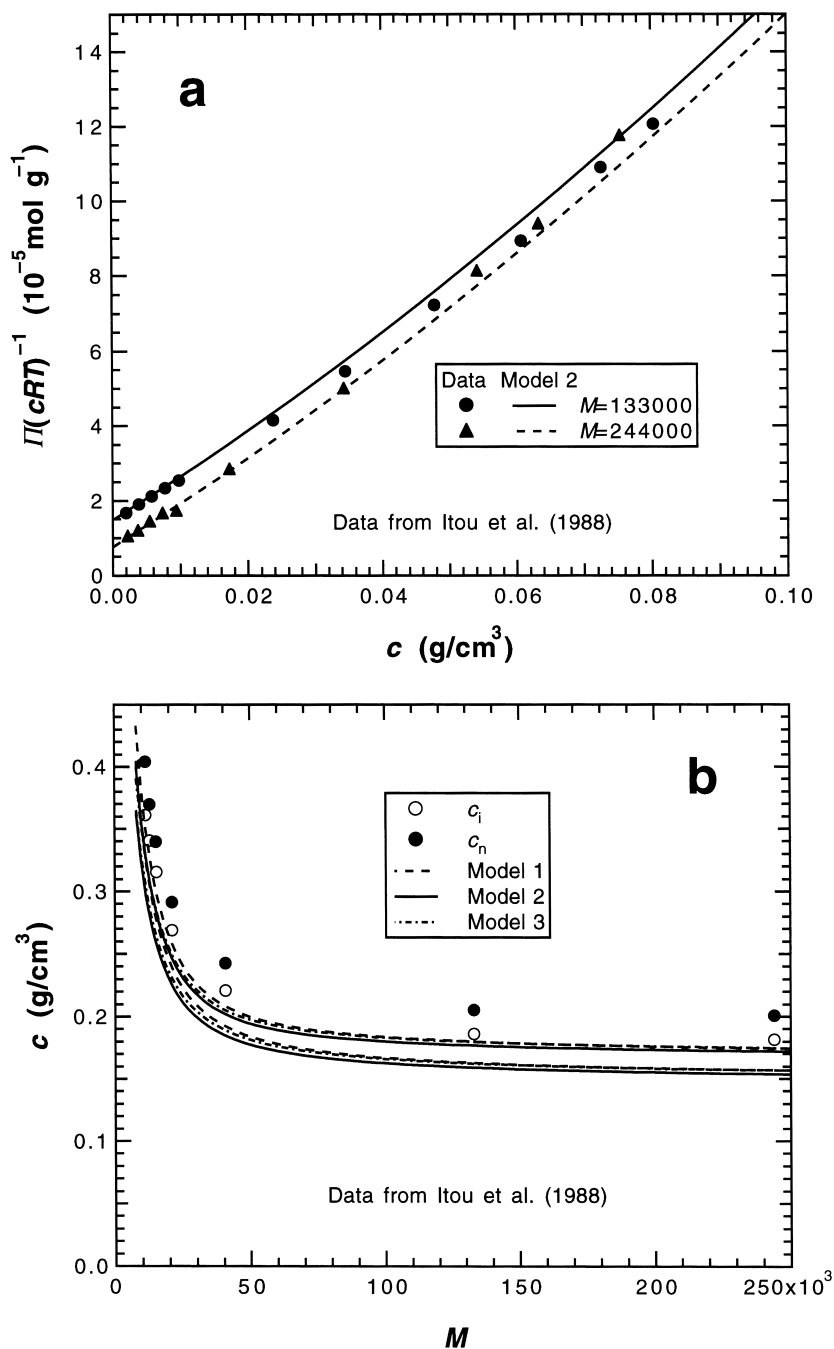 a
14
12
10
8
6
4
2
0
Π(cRT)⁻¹ (10⁻⁵mol g⁻¹)
Data Model 2
M=133000
M=244000
Data from Itou et al. (1988)
0.00 0.02 0.04 0.06 0.08 0.10
c (g/cm³)
b
0.4
0.3
0.2
0.1
0.0
c (g/cm³)
cᵢ
cₙ
Model 1
Model 2
Model 3
Data from Itou et al. (1988)
0 50 100 150 200 250x10³
M